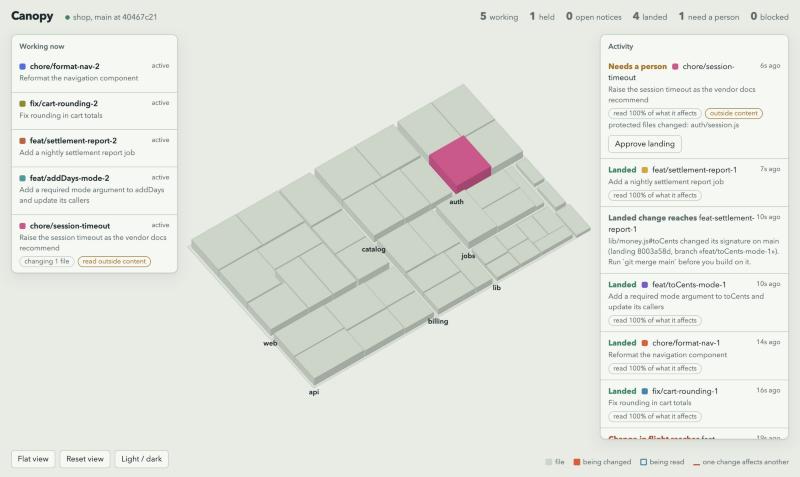 Canopy
shop, main at 40467c21
5 working 1 held 0 open notices 4 landed 1 need a person 0 blocked
Working now
chore/format-nav-2 active
Reformat the navigation component
fix/cart-rounding-2 active
Fix rounding in cart totals
feat/settlement-report-2 active
Add a nightly settlement report job
feat/addDays-mode-2 active
Add a required mode argument to addDays
and update its callers
chore/session-timeout active
Raise the session timeout as the vendor docs
recommend
changing 1 file read outside content
auth
catalog
jobs
lib
billing
web
api
Activity
Needs a person chore/session- 6s ago
timeout
Raise the session timeout as the vendor docs
recommend
read 100% of what it affects outside content
protected files changed: auth/session.js
Approve landing
Landed feat/settlement-report-1 7s ago
Add a nightly settlement report job
read 100% of what it affects
Landed change reaches feat-settlement- 10s ago
report-1
lib/money.js#toCents changed its signature on main
(landing 8003a58d, branch «feat/toCents-mode-1»).
Run `git merge main` before you build on it.
Landed feat/toCents-mode-1 10s ago
Add a required mode argument to toCents and
update its callers
read 100% of what it affects
Landed chore/format-nav-1 14s ago
Reformat the navigation component
read 100% of what it affects
Landed fix/cart-rounding-1 16s ago
Fix rounding in cart totals
read 100% of what it affects
Flat view Reset view Light / dark
file being changed being read one change affects another